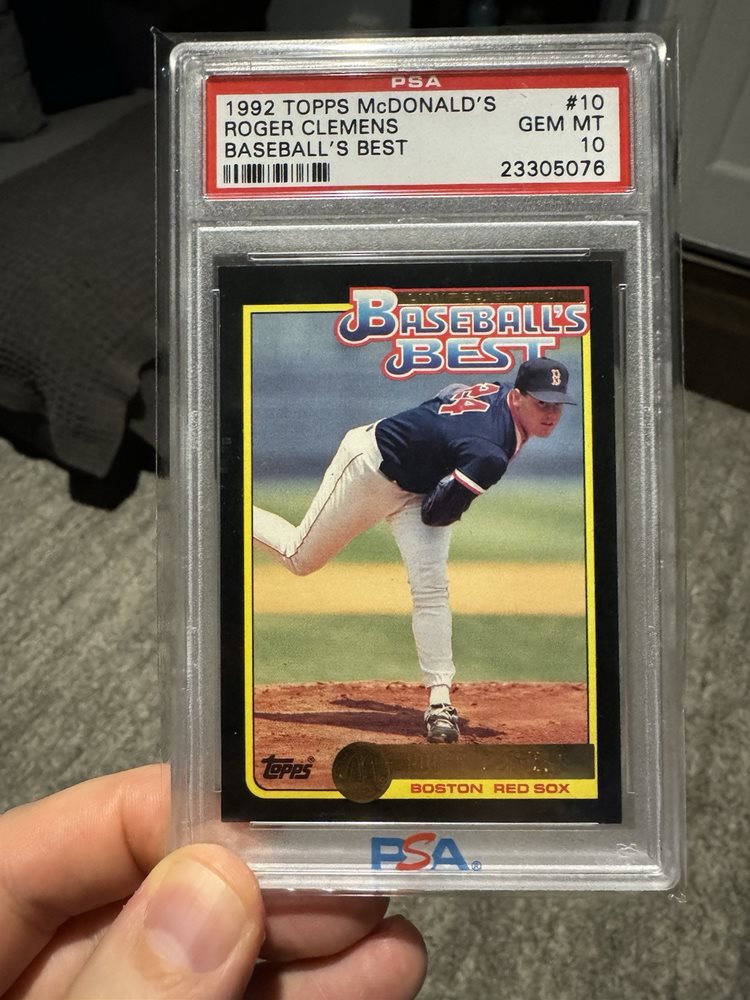 PSA
1992 TOPPS McDONALD'S #10
ROGER CLEMENS GEM MT
BASEBALL'S BEST 10
23305076
BASEBALL'S
BEST
B
24
TOPPS®
BOSTON RED SOX
PSA®